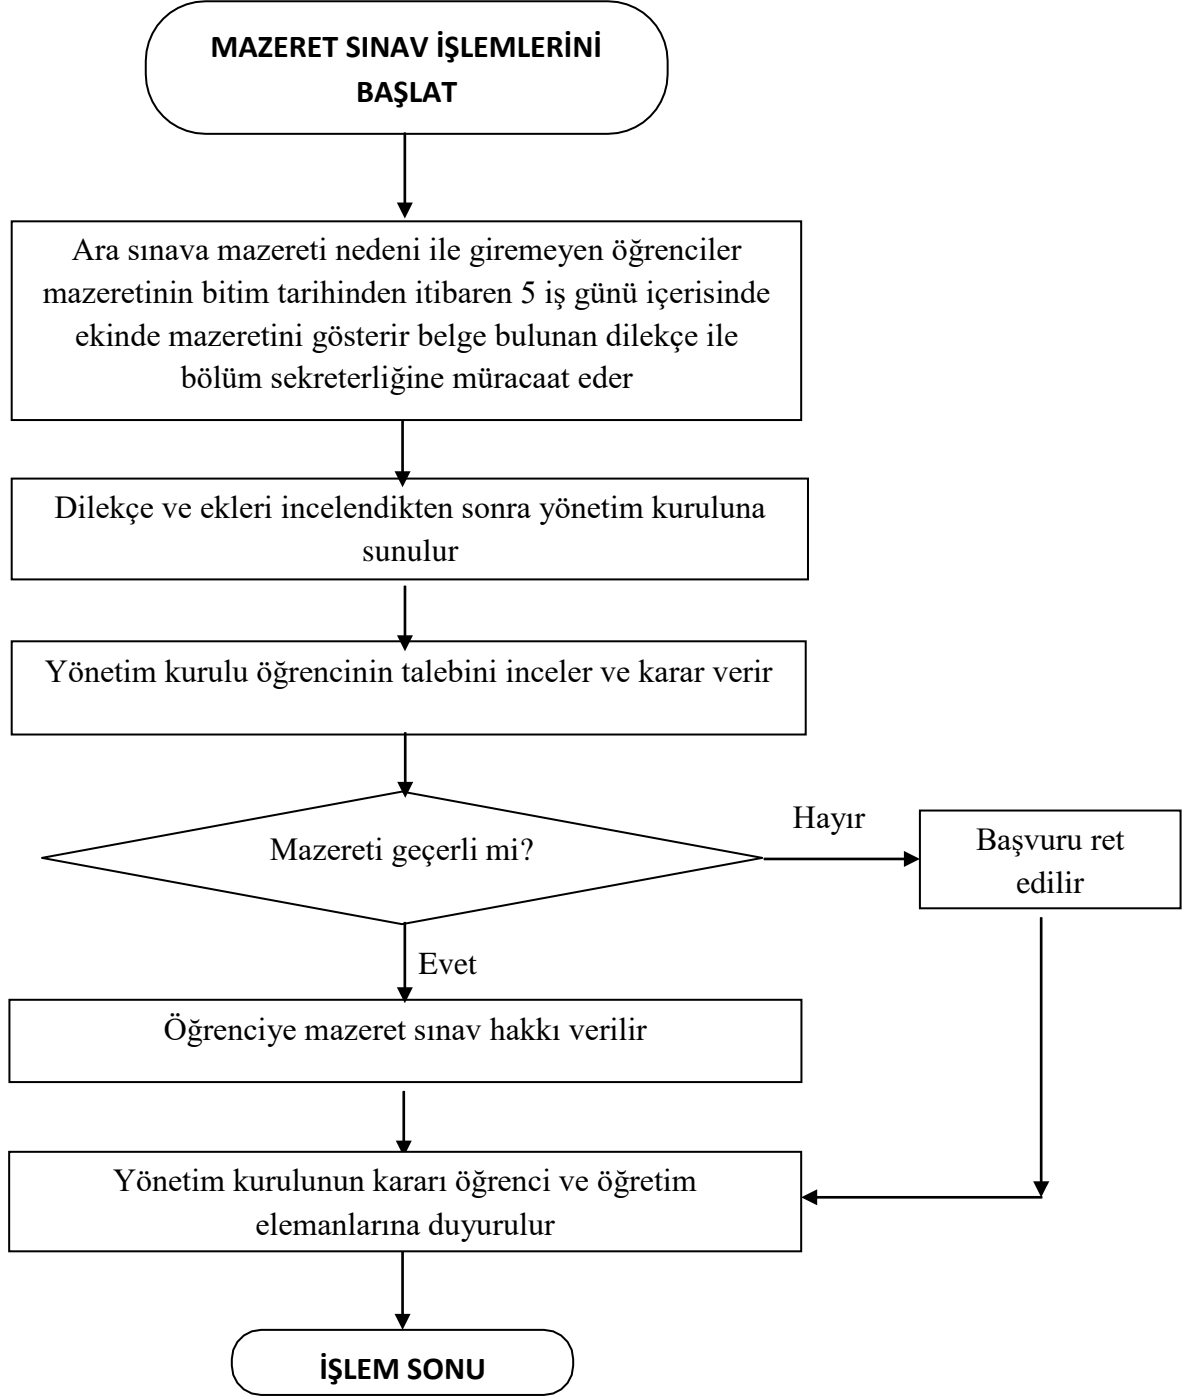 MAZERET SINAV İŞLEMLERİNİ
BAŞLAT
Ara sınava mazereti nedeni ile giremeyen öğrenciler
mazeretinin bitim tarihinden itibaren 5 iş günü içerisinde
ekinde mazeretini gösterir belge bulunan dilekçe ile
bölüm sekreterliğine müracaat eder
Dilekçe ve ekleri incelendikten sonra yönetim kuruluna
sunulur
Yönetim kurulu öğrencinin talebini inceler ve karar verir
Mazereti geçerli mi?
Hayır
Başvuru ret
edilir
Evet
Öğrenciye mazeret sınav hakkı verilir
Yönetim kurulunun kararı öğrenci ve öğretim
elemanlarına duyurulur
İŞLEM SONU